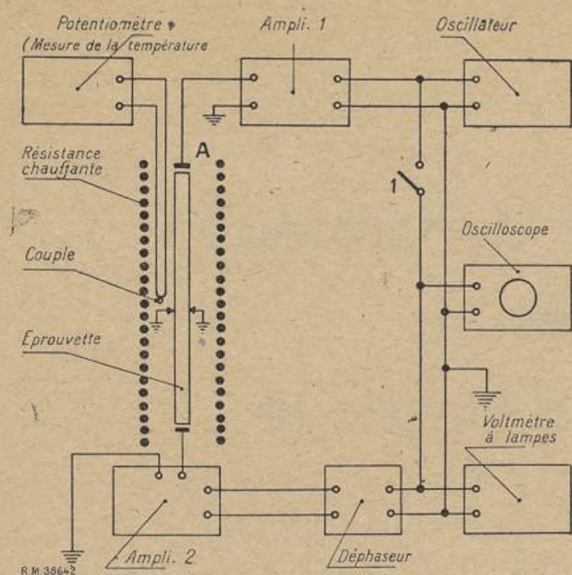 Potentiomètre
(Mesure de la température
Ampli. 1
Oscillateur
A
Résistance
chauffante
1
Couple
Oscilloscope
Eprouvette
Voltmètre
à lampes
Ampli. 2
Déphaseur
R.M. 38642